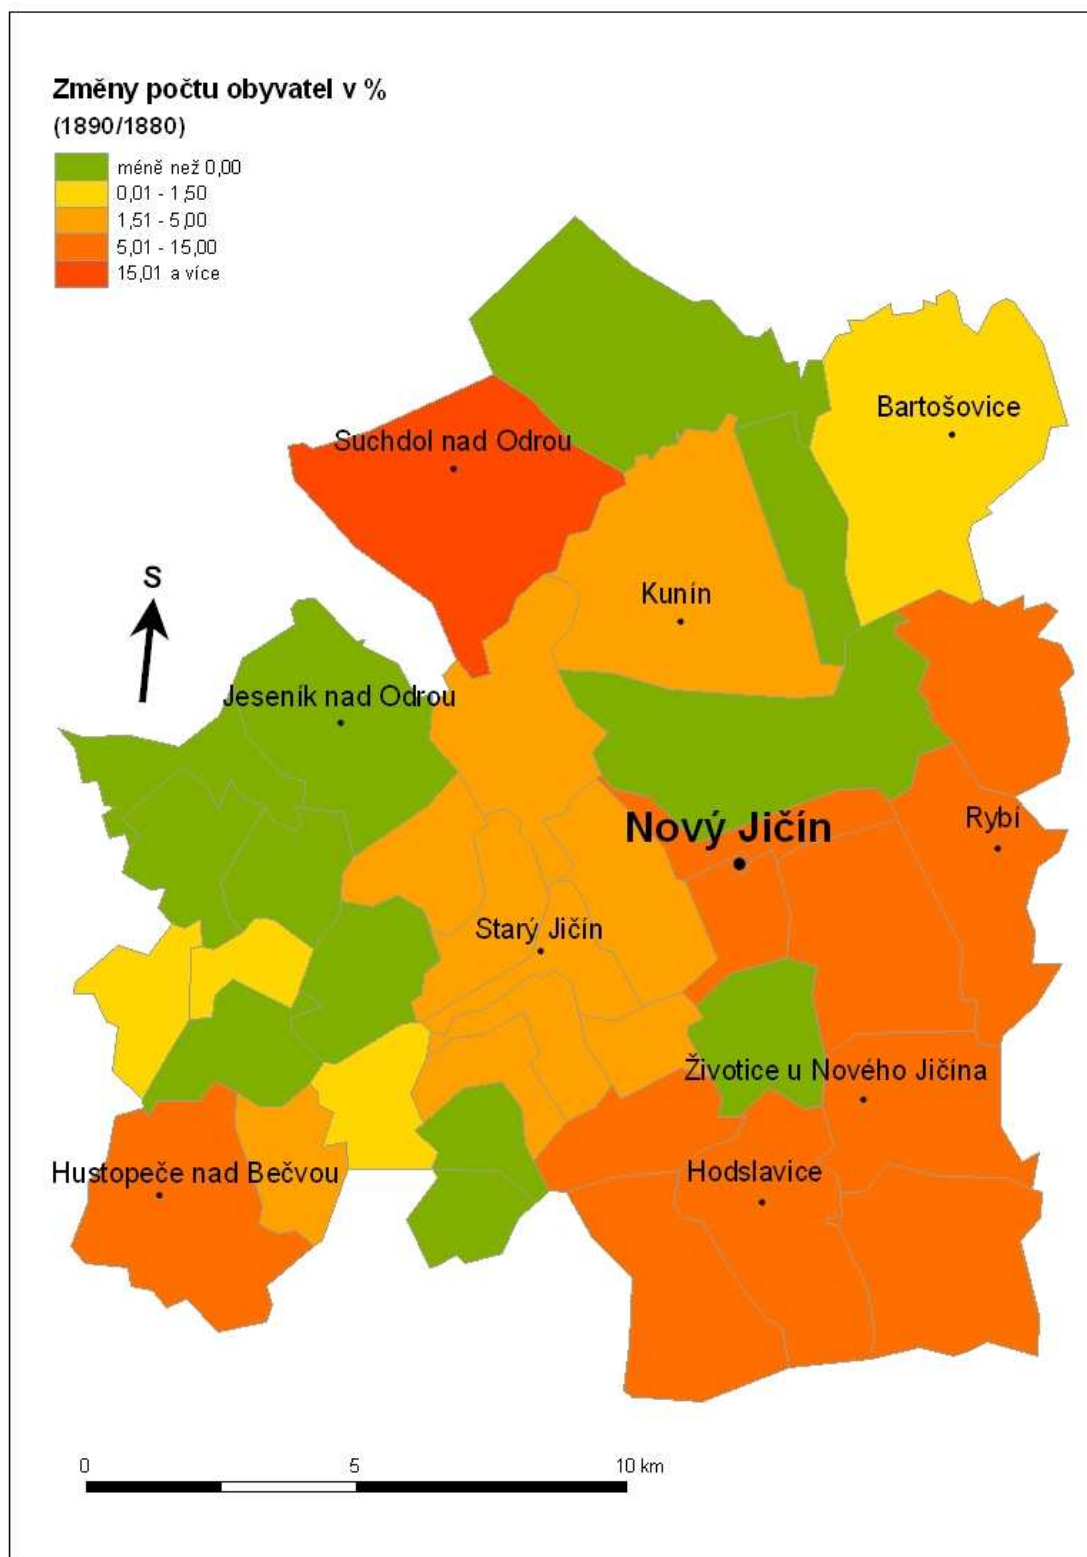 Změny počtu obyvatel v %
(1890/1880)
méně než 0,00
0,01 - 1,50
1,51 - 5,00
5,01 - 15,00
15,01 a více
Bartošovice
Suchdol nad Odrou
S
Kunín
Jeseník nad Odrou
Nový Jičín
Rybí
Starý Jičín
Životice u Nového Jičína
Hustopeče nad Bečvou
Hodslavice
0 5 10 km